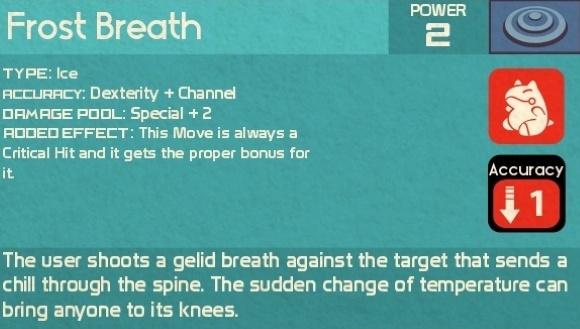 Frost Breath
POWER
2
TYPE: Ice
ACCURACY: Dexterity + Channel
DAMAGE POOL: Special + 2
ADDED EFFECT: This Move is always a
Critical Hit and it gets the proper bonus for
it.
Accuracy
1
The user shoots a gelid breath against the target that sends a
chill through the spine. The sudden change of temperature can
bring anyone to its knees.